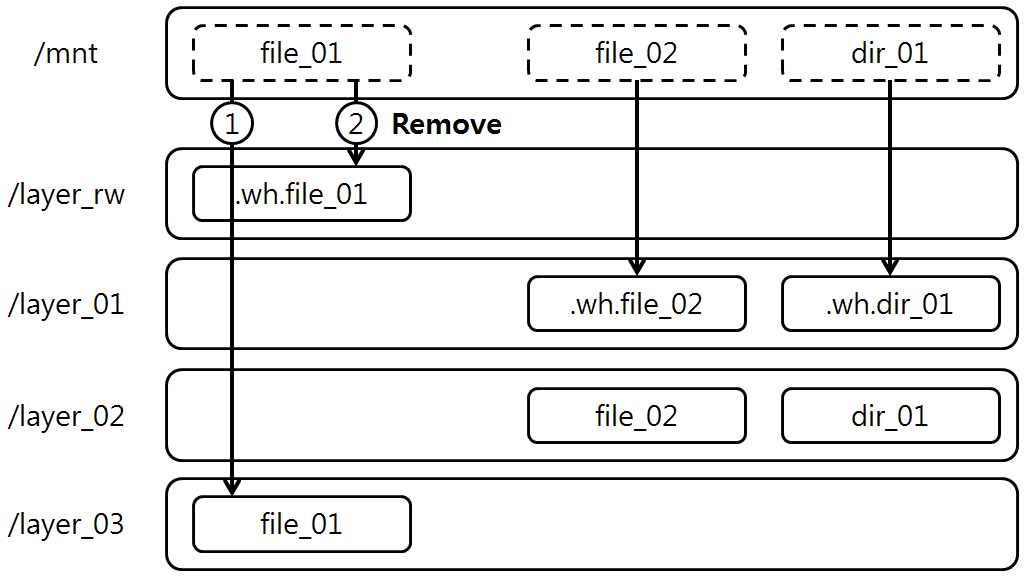 /mnt
file_01
file_02
dir_01
1
2
Remove
/layer_rw
.wh.file_01
/layer_01
.wh.file_02
.wh.dir_01
/layer_02
file_02
dir_01
/layer_03
file_01